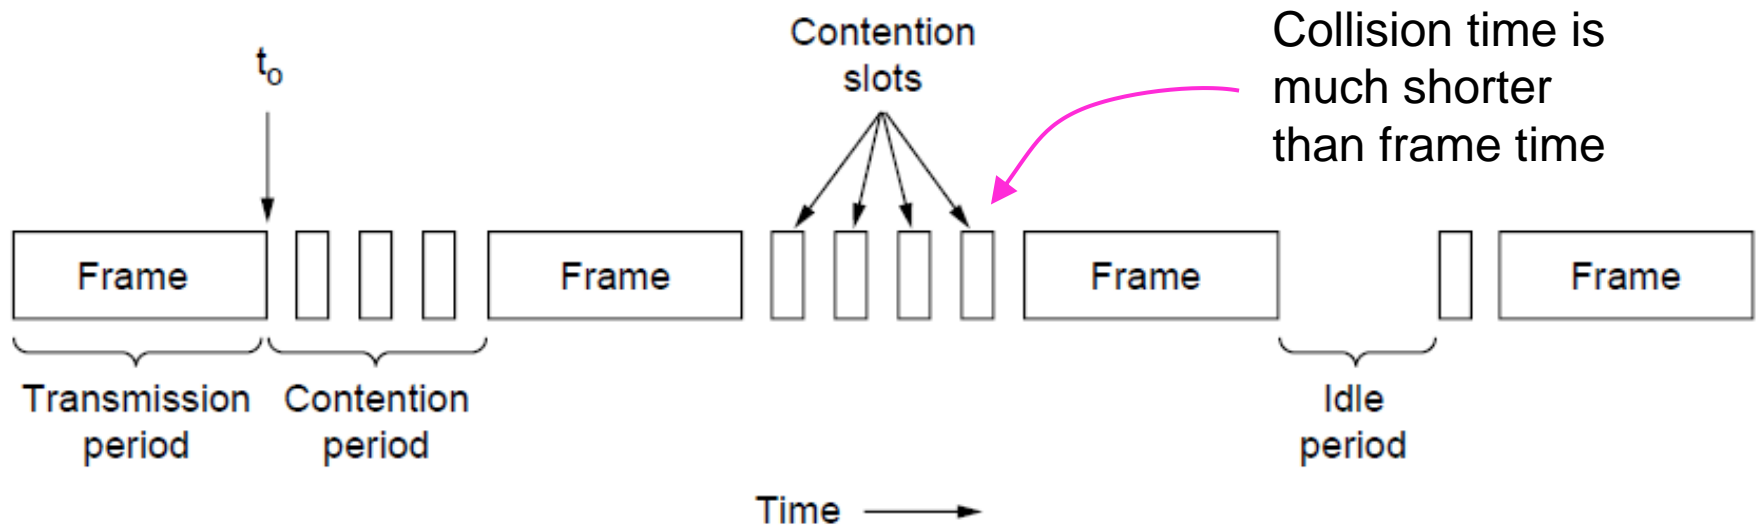 Contention
slots
Collision time is
much shorter
than frame time
t0
Frame
Frame
Frame
Frame
Transmission
period
Contention
period
Idle
period
Time